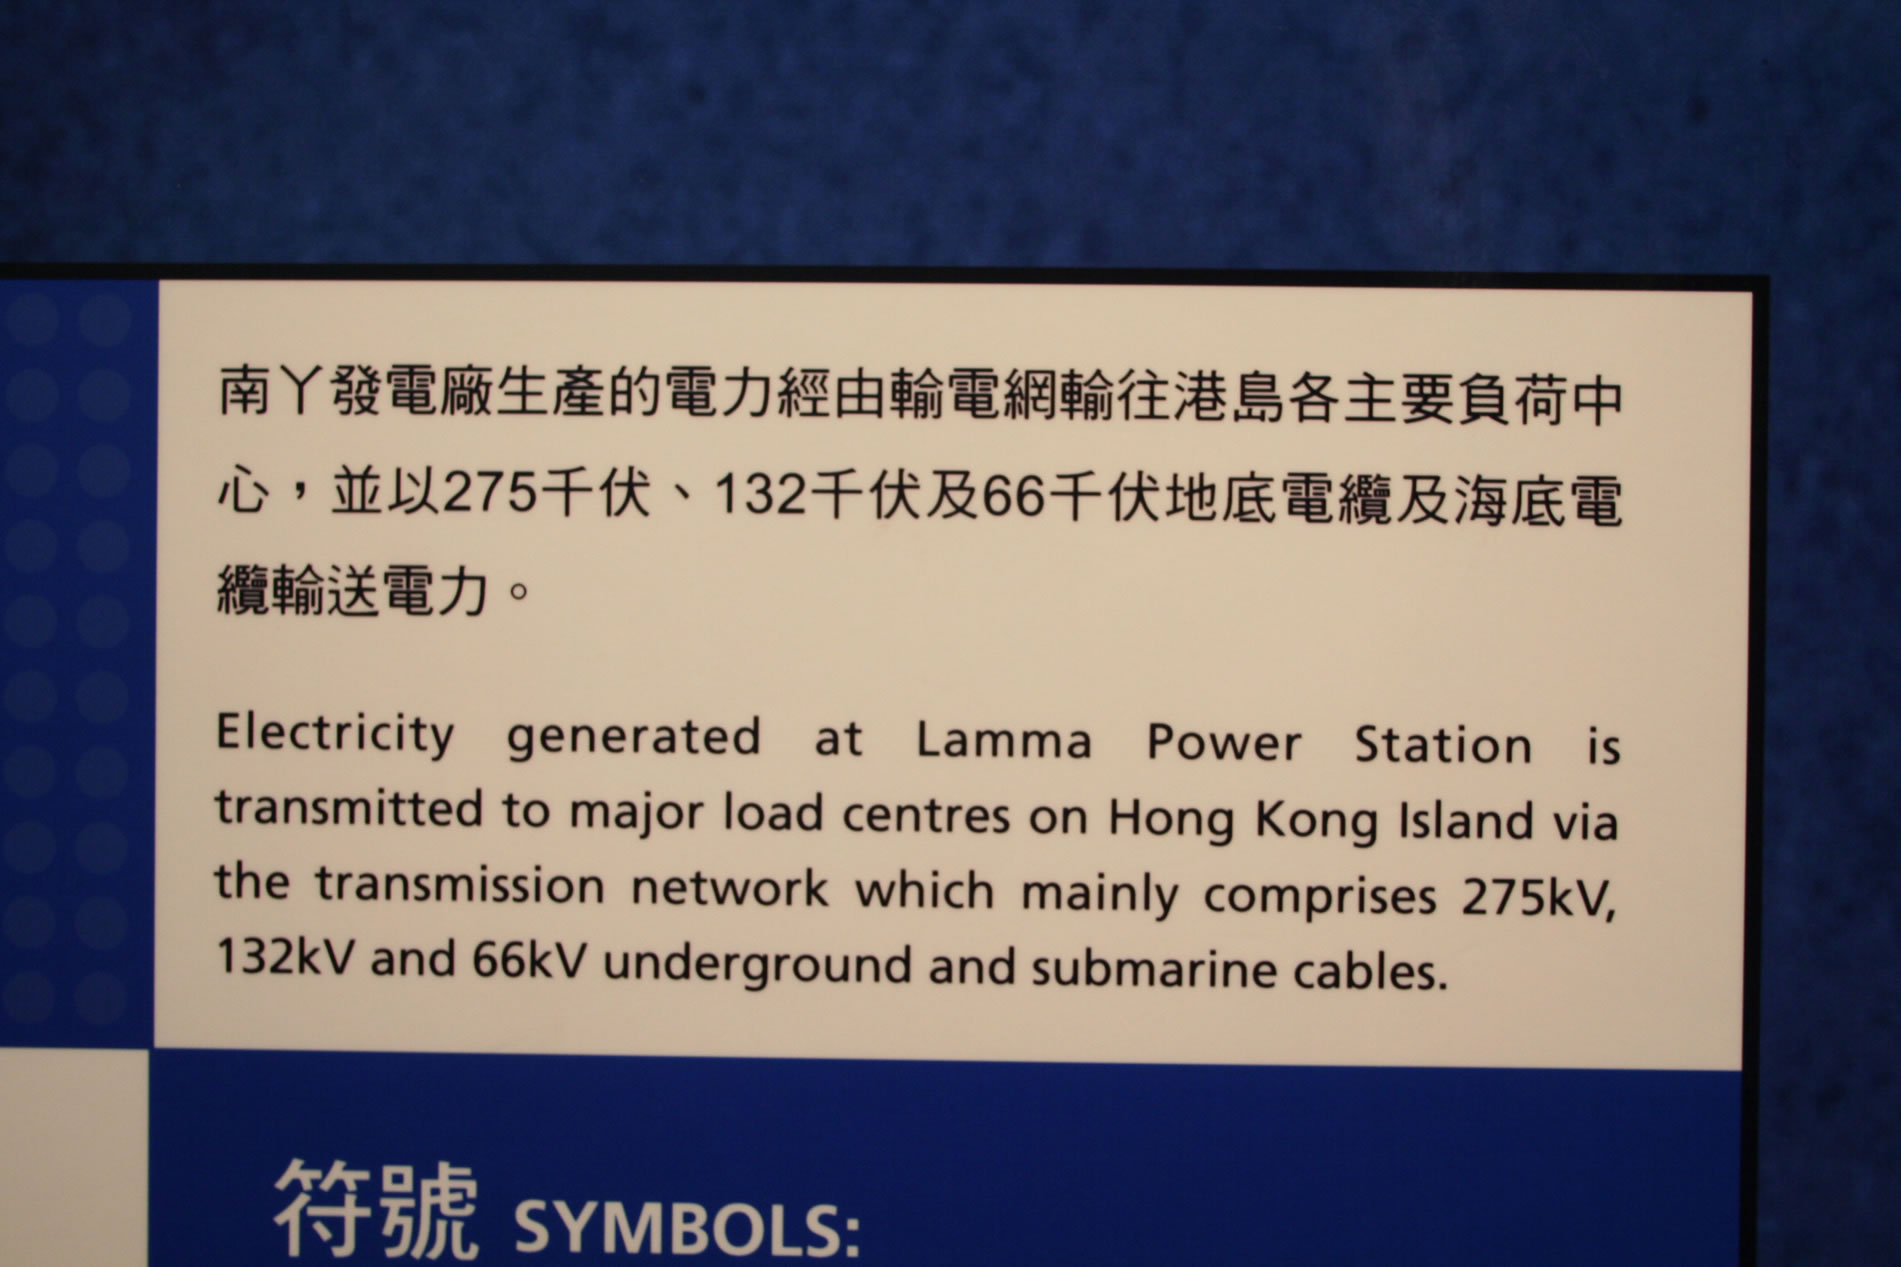 南丫發電廠生產的電力經由輸電網輸往港島各主要負荷中
心，並以275千伏、132千伏及66千伏地底電纜及海底電
纜輸送電力。
Electricity generated at Lamma Power Station is
transmitted to major load centres on Hong Kong Island via
the transmission network which mainly comprises 275kV,
132kV and 66kV underground and submarine cables.
符號 SYMBOLS: